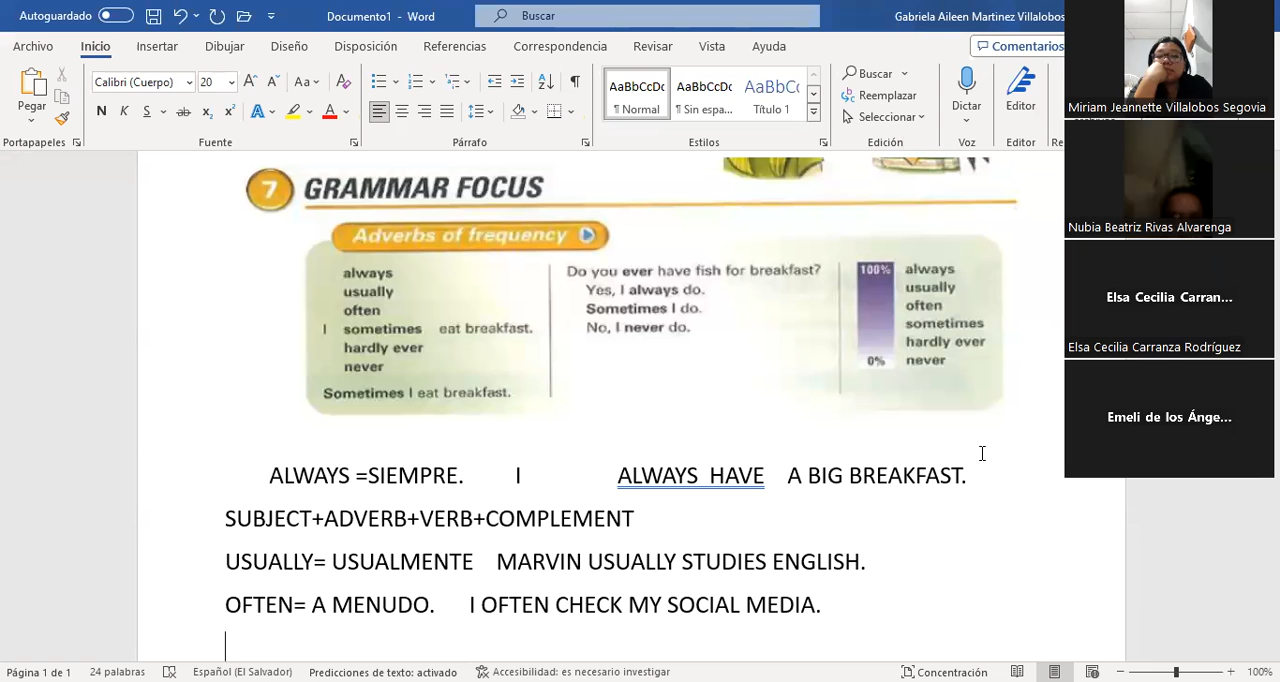 Autoguardado
Documento1 - Word
Buscar
Gabriela Aileen Martinez Villalobos
Archivo Inicio Insertar Dibujar Diseño Disposición Referencias Correspondencia Revisar Vista Ayuda
Comentarios
Pegar
Calibri (Cuerpo) 20
N K S ab x₂ x² A A
AaBbCcDc AaBbCcDc AaBbCc
¶ Normal ¶ Sin espa... Título 1
Buscar
Reemplazar
Seleccionar
Dictar
Editor
Portapapeles Fuente Párrafo Estilos Edición Voz Editor
7 GRAMMAR FOCUS
Adverbs of frequency
always
usually
often
I sometimes eat breakfast.
hardly ever
never
Sometimes I eat breakfast.
Do you ever have fish for breakfast?
Yes, I always do.
Sometimes I do.
No, I never do.
100% always
usually
often
sometimes
hardly ever
0% never
ALWAYS =SIEMPRE. I ALWAYS HAVE A BIG BREAKFAST.
SUBJECT+ADVERB+VERB+COMPLEMENT
USUALLY= USUALMENTE MARVIN USUALLY STUDIES ENGLISH.
OFTEN= A MENUDO. I OFTEN CHECK MY SOCIAL MEDIA.
Página 1 de 1 24 palabras Español (El Salvador) Predicciones de texto: activado Accesibilidad: es necesario investigar Concentración 100%
Miriam Jeannette Villalobos Segovia
Nubia Beatriz Rivas Alvarenga
Elsa Cecilia Carran...
Elsa Cecilia Carranza Rodríguez
Emeli de los Ánge...